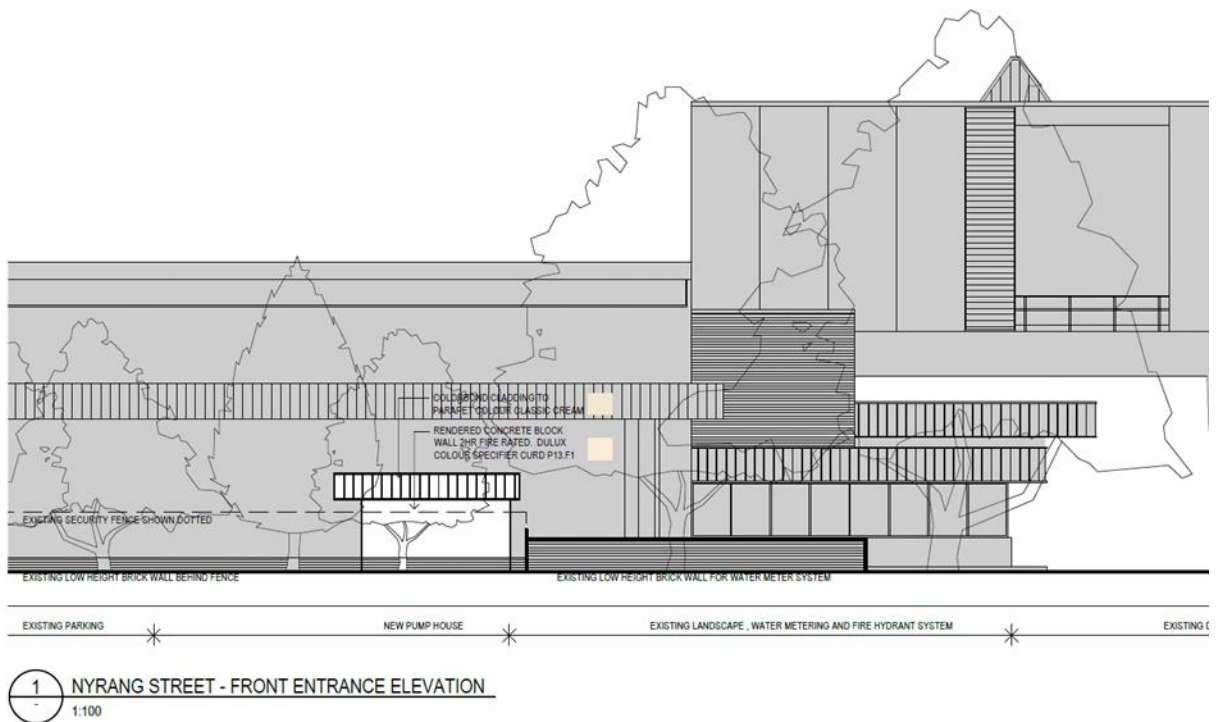 COLORBOND CLADDING TO
PARAPET COLOUR CLASSIC CREAM
RENDERED CONCRETE BLOCK
WALL 2HR FIRE RATED. DULUX
COLOUR SPECIFIER CURD P13.F1
EXISTING SECURITY FENCE SHOWN DOTTED
EXISTING LOW HEIGHT BRICK WALL BEHIND FENCE
EXISTING LOW HEIGHT BRICK WALL FOR WATER METER SYSTEM
EXISTING PARKING
NEW PUMP HOUSE
EXISTING LANDSCAPE , WATER METERING AND FIRE HYDRANT SYSTEM
EXISTING D
1
-
NYRANG STREET - FRONT ENTRANCE ELEVATION
1:100